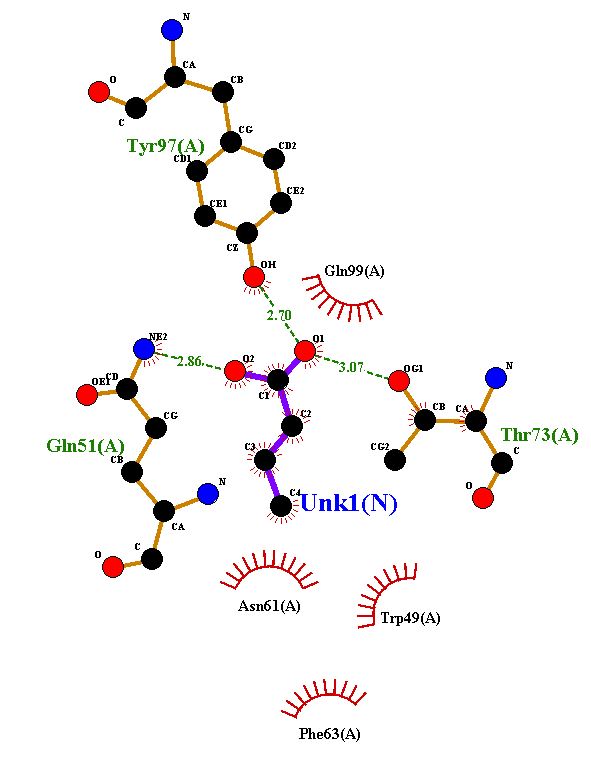 N
O
CA
CB
C
CG
Tyr97(A)
CD2
CD1
CE2
CE1
CZ
OH
Gln99(A)
2.70
NE2
O1
2.86
O2
3.07
N
CD
OE1
C1
OG1
CG
C2
CB
CA
Gln51(A)
C3
CG2
Thr73(A)
CB
C
N
C4
O
Unk1(N)
CA
C
O
Asn61(A)
Trp49(A)
Phe63(A)